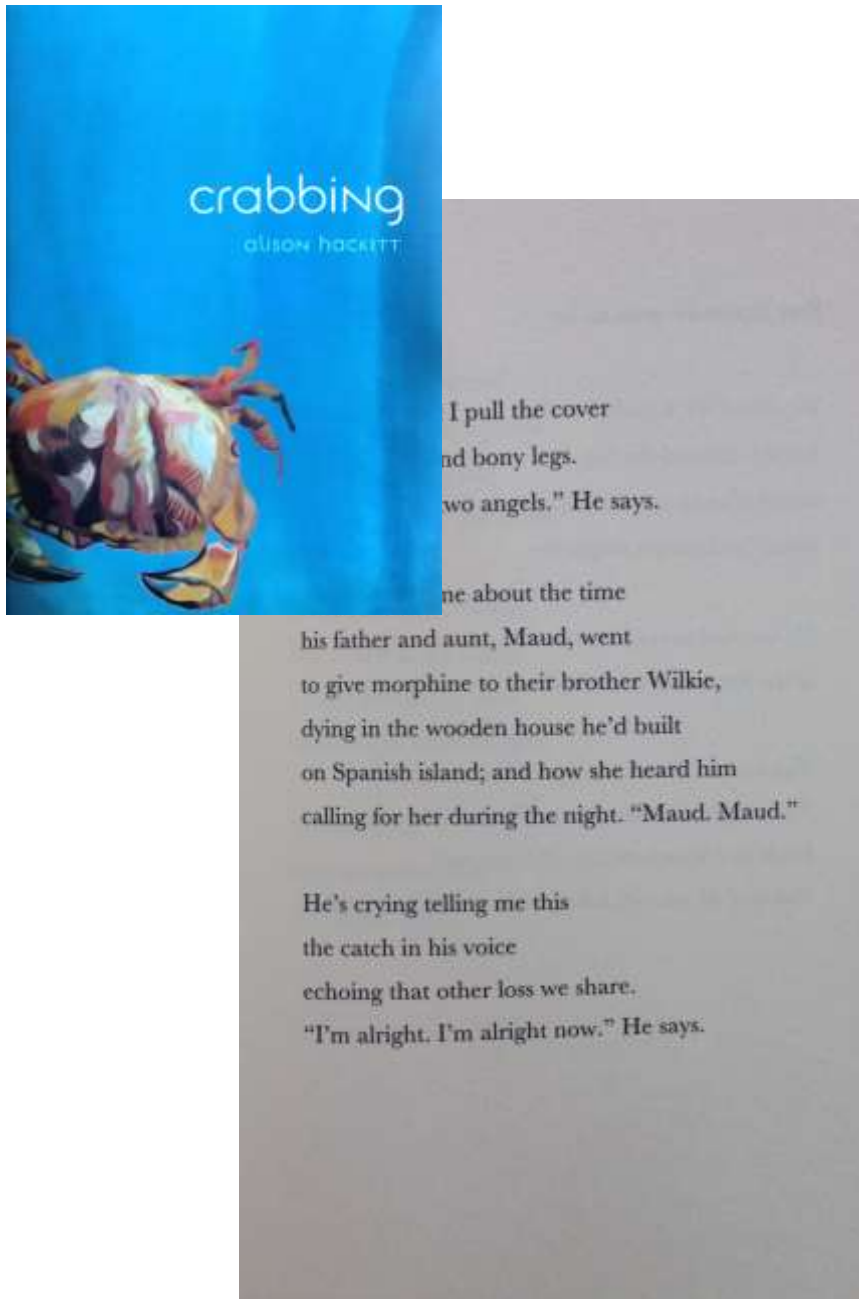 crabbing
alison hackett
I pull the cover
bony legs.
angels.” He says.
about the time
his father and aunt, Maud, went
to give morphine to their brother Wilkie,
dying in the wooden house he’d built
on Spanish island; and how she heard him
calling for her during the night. “Maud. Maud.”
He’s crying telling me this
the catch in his voice
echoing that other loss we share.
“I’m alright. I’m alright now.” He says.